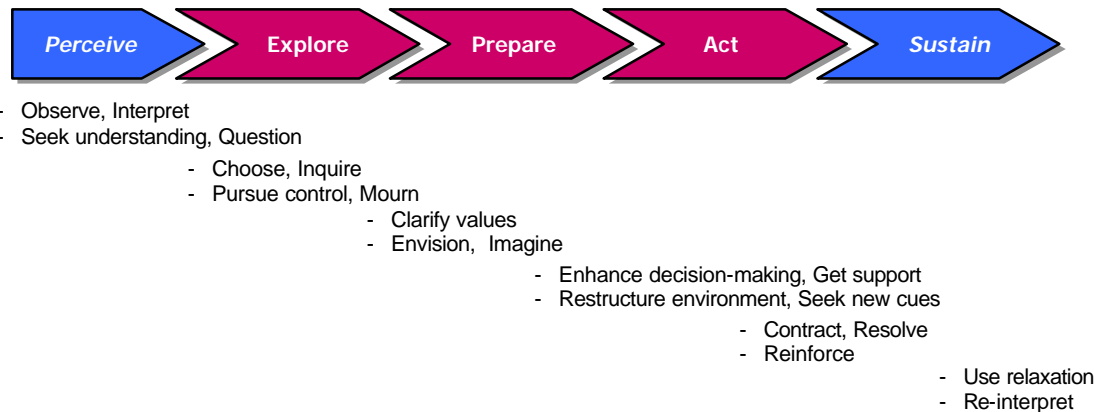 Perceive Explore Prepare Act Sustain
- Observe, Interpret
- Seek understanding, Question
- Choose, Inquire
- Pursue control, Mourn
- Clarify values
- Envision, Imagine
- Enhance decision-making, Get support
- Restructure environment, Seek new cues
- Contract, Resolve
- Reinforce
- Use relaxation
- Re-interpret